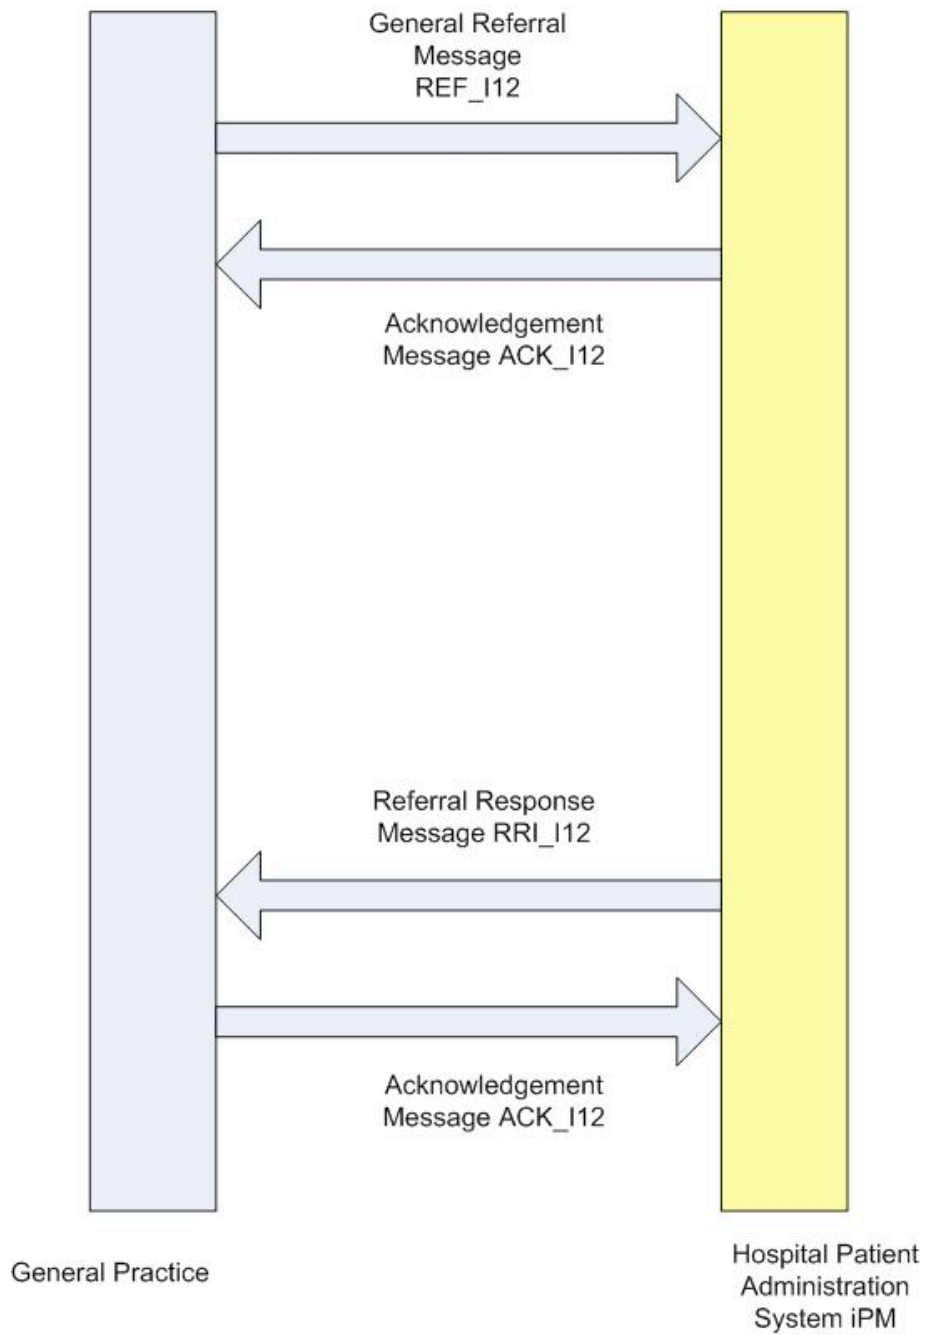 General Referral
Message
REF_I12
Acknowledgement
Message ACK_I12
Referral Response
Message RRI_I12
Acknowledgement
Message ACK_I12
General Practice
Hospital Patient
Administration
System iPM